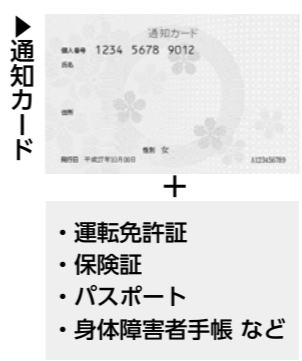 ▶通知カード
通知カード
個人番号 1234 5678 9012
氏名
住所
性別 女
発行日 平成27年10月06日
A123456789
+
・運転免許証
・保険証
・パスポート
・身体障害者手帳 など